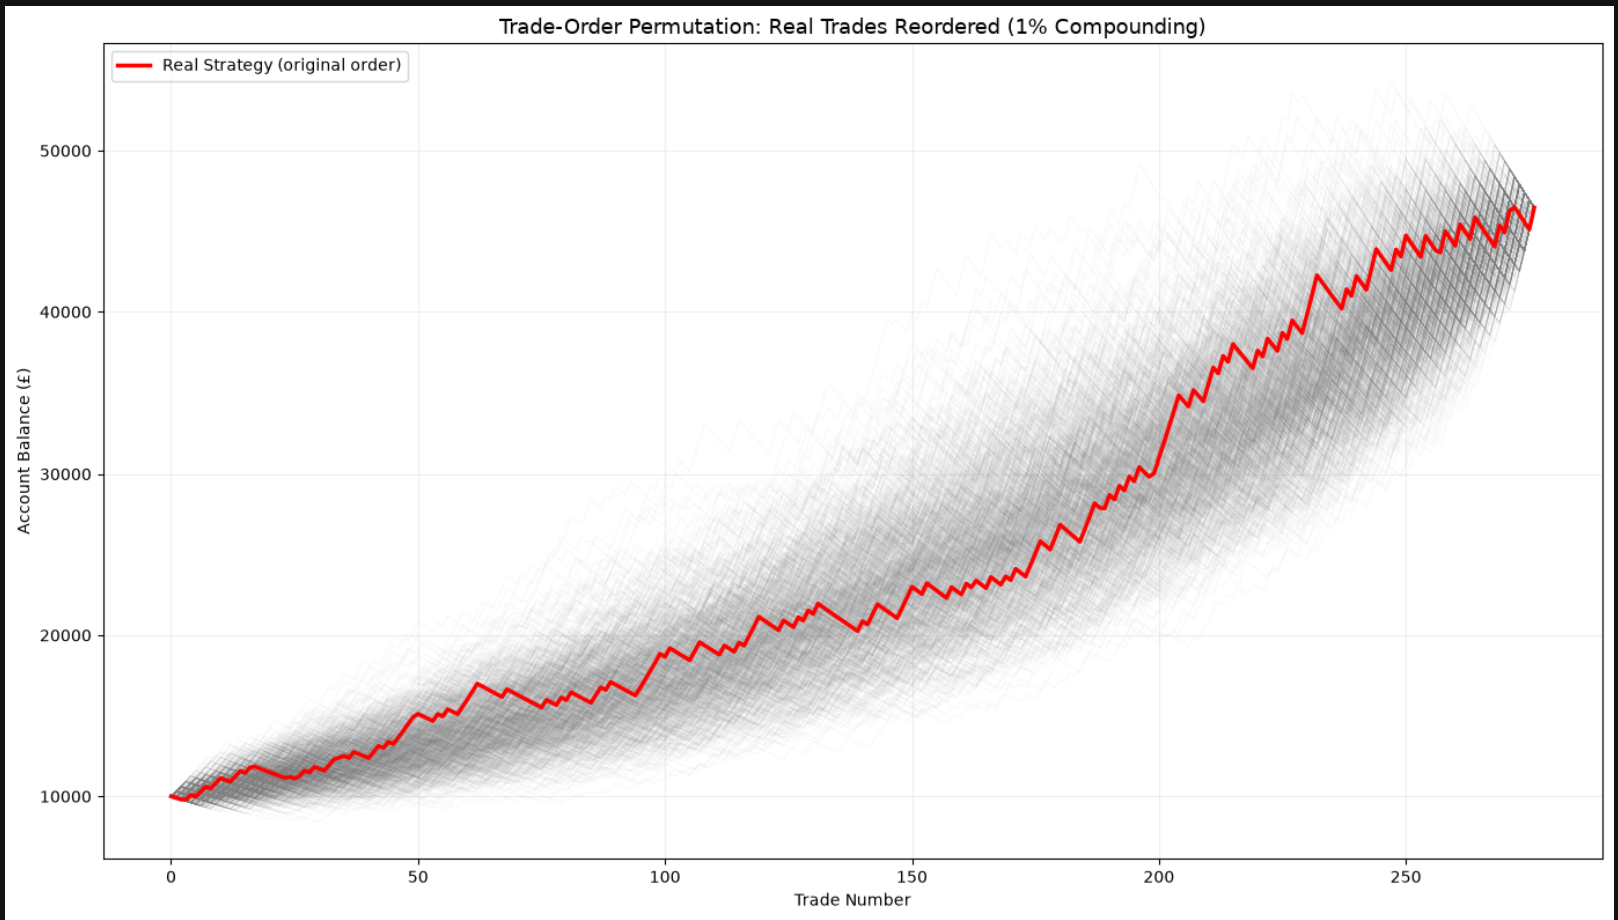 Trade-Order Permutation: Real Trades Reordered (1% Compounding)
Real Strategy (original order)
50000
40000
30000
20000
10000
Account Balance (£)
0 50 100 150 200 250
Trade Number